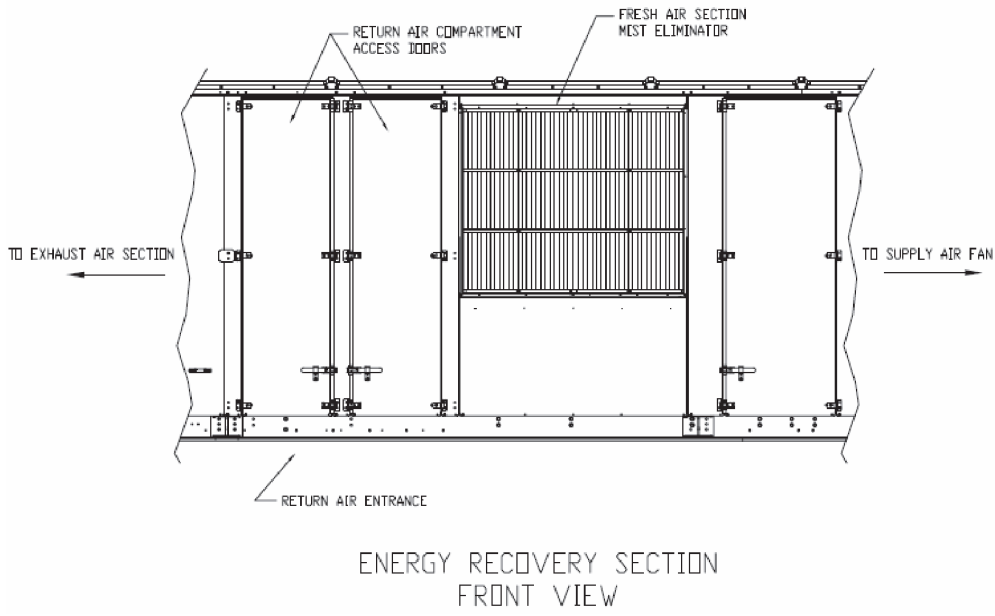 FRESH AIR SECTION
MIST ELIMINATOR
RETURN AIR COMPARTMENT
ACCESS DOORS
TO EXHAUST AIR SECTION
TO SUPPLY AIR FAN
RETURN AIR ENTRANCE
ENERGY RECOVERY SECTION
FRONT VIEW